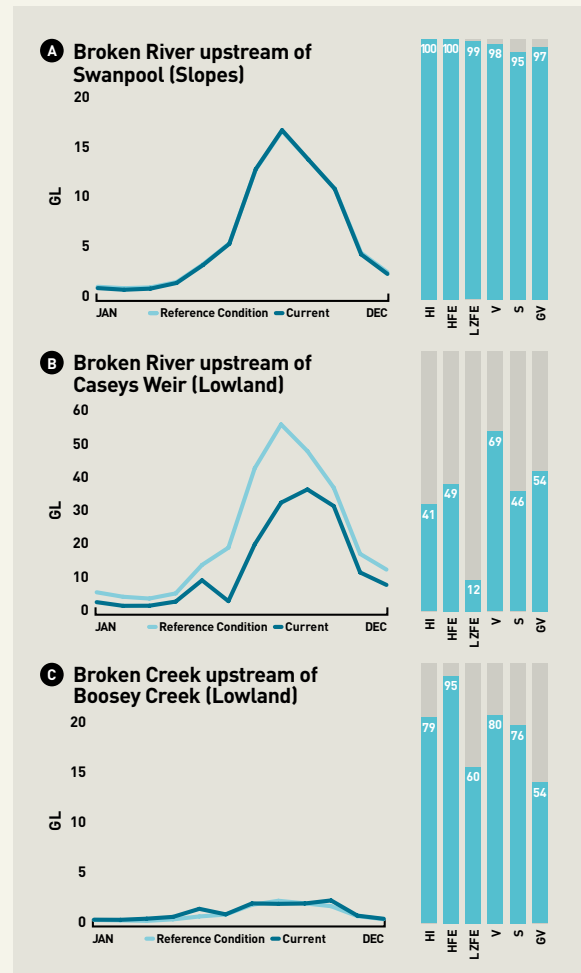 A Broken River upstream of
Swanpool (Slopes)
20
15
10
5
0
GL
JAN Reference Condition Current DEC
100 100 99 98 95 97
HI HFE LZFE V S GV
B Broken River upstream of
Caseys Weir (Lowland)
60
50
40
30
20
10
0
GL
JAN Reference Condition Current DEC
41 49 12 69 46 54
HI HFE LZFE V S GV
C Broken Creek upstream of
Boosey Creek (Lowland)
20
15
10
5
0
GL
JAN Reference Condition Current DEC
79 95 60 80 76 54
HI HFE LZFE V S GV